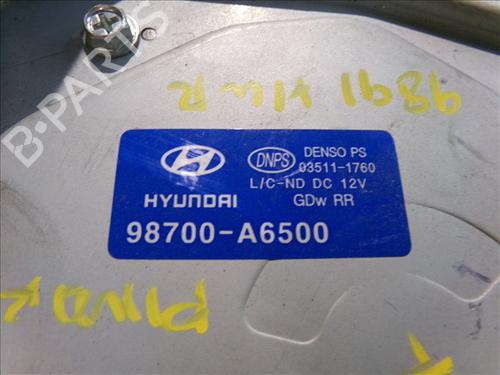 B-PARTS
HYUNDAI
98700-A6500
DNPS
DENSO PS
03511-1760
L/C-ND DC 12V
GDW RR